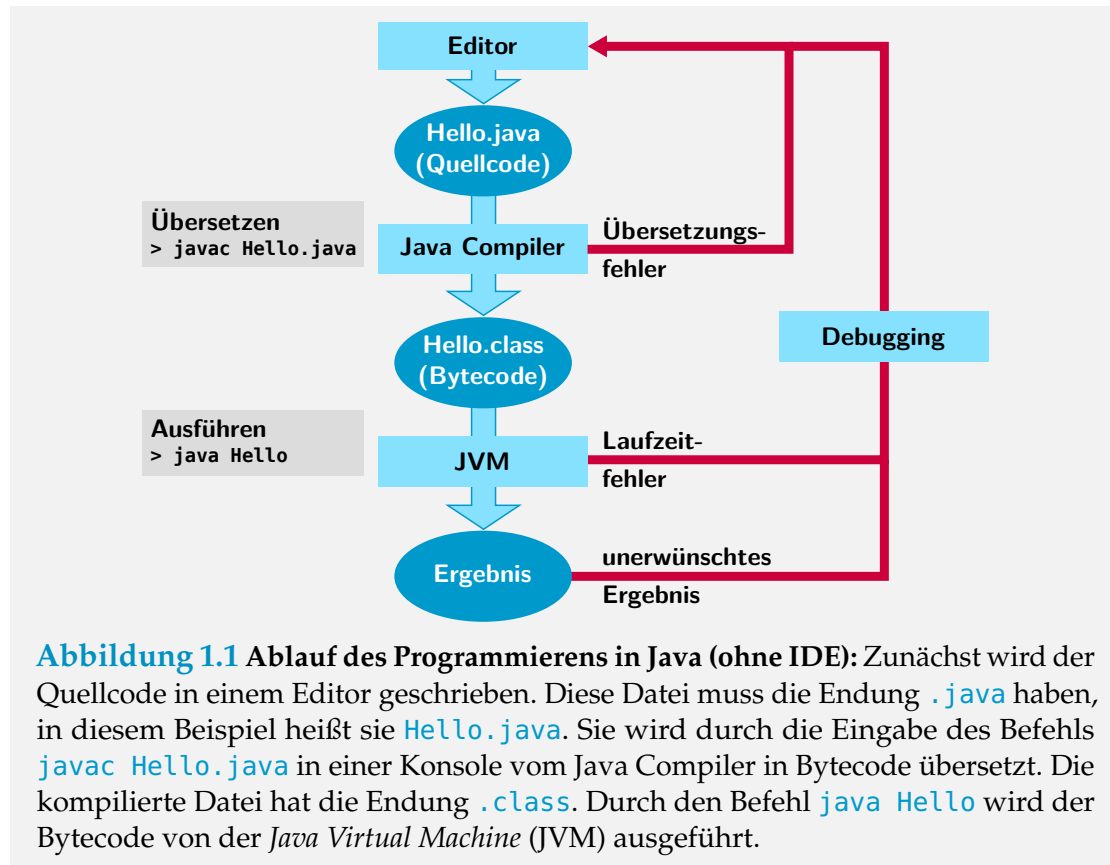 Editor
Hello.java
(Quellcode)
Übersetzen
> javac Hello.java
Java Compiler
Übersetzungs-
fehler
Debugging
Hello.class
(Bytecode)
Ausführen
> java Hello
JVM
Laufzeit-
fehler
Ergebnis
unerwünschtes
Ergebnis
Abbildung 1.1 Ablauf des Programmierens in Java (ohne IDE): Zunächst wird der
Quellcode in einem Editor geschrieben. Diese Datei muss die Endung .java haben,
in diesem Beispiel heißt sie Hello.java. Sie wird durch die Eingabe des Befehls
javac Hello.java in einer Konsole vom Java Compiler in Bytecode übersetzt. Die
kompilierte Datei hat die Endung .class. Durch den Befehl java Hello wird der
Bytecode von der Java Virtual Machine (JVM) ausgeführt.